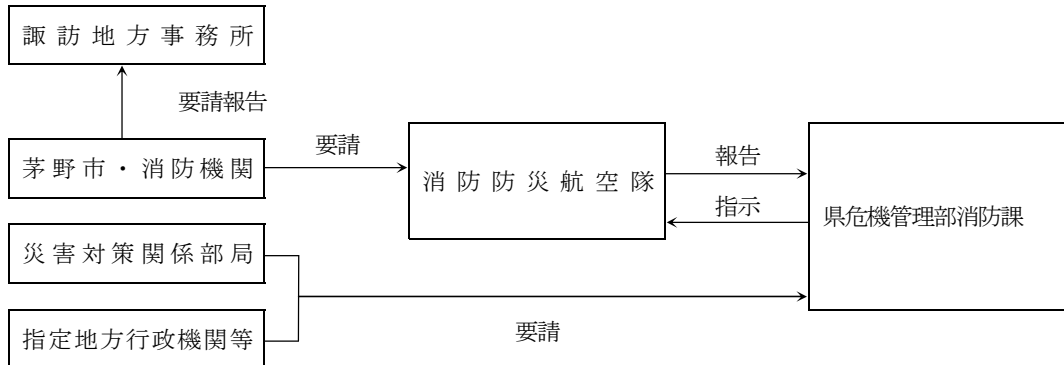 諏訪地方事務所
要請報告
茅野市・消防機関
要請
消防防災航空隊
報告
指示
県危機管理部消防課
災害対策関係部局
指定地方行政機関等
要請